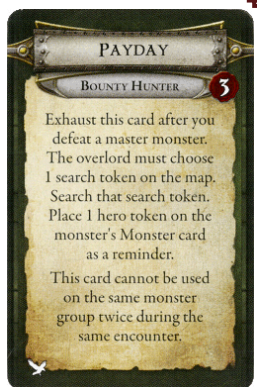 PAYDAY
BOUNTY HUNTER
3
Exhaust this card after you
defeat a master monster.
The overlord must choose
1 search token on the map.
Search that search token.
Place 1 hero token on the
monster's Monster card
as a reminder.
This card cannot be used
on the same monster
group twice during the
same encounter.